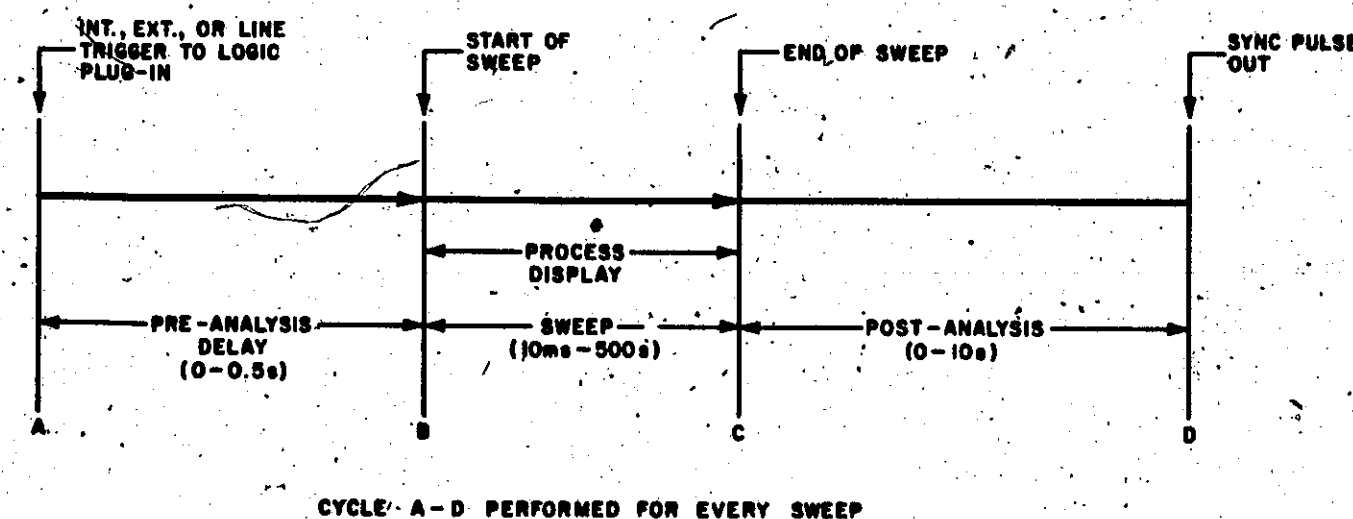 INT., EXT., OR LINE
TRIGGER TO LOGIC
PLUG-IN
START OF
SWEEP
END OF SWEEP
SYNC PULSE
OUT
PROCESS
DISPLAY
PRE-ANALYSIS
DELAY
(0-0.5s)
SWEEP
(10ms-500s)
POST-ANALYSIS
(0-10s)
A
B
C
D
CYCLE A-D PERFORMED FOR EVERY SWEEP